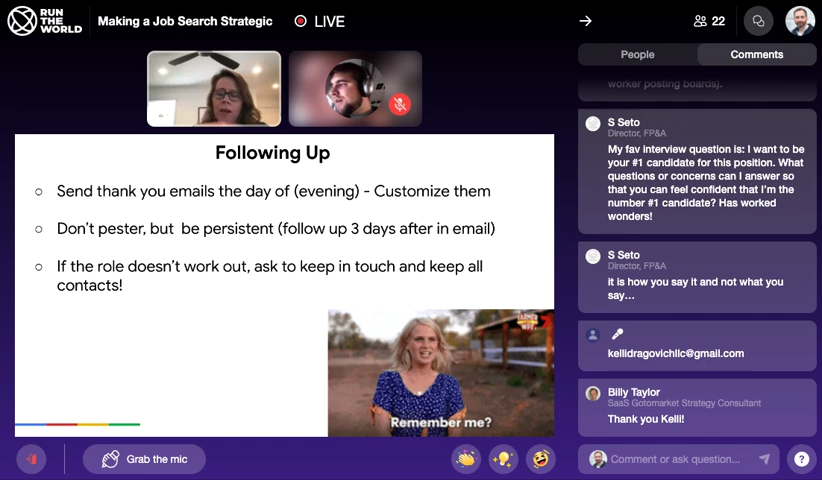 RUN
THE
WORLD
Making a Job Search Strategic
LIVE
22
People
Comments
worker posting boards).
S Seto
Director, FP&A
My fav interview question is: I want to be
your #1 candidate for this position. What
questions or concerns can I answer so
that you can feel confident that I'm the
number #1 candidate? Has worked
wonders!
S Seto
Director, FP&A
it is how you say it and not what you
say...
kellidragovichllc@gmail.com
Billy Taylor
SaaS Gotomarket Strategy Consultant
Thank you Kelli!
Comment or ask question...
?
Following Up
○ Send thank you emails the day of (evening) - Customize them
○ Don't pester, but be persistent (follow up 3 days after in email)
○ If the role doesn't work out, ask to keep in touch and keep all
contacts!
Remember me?
Grab the mic